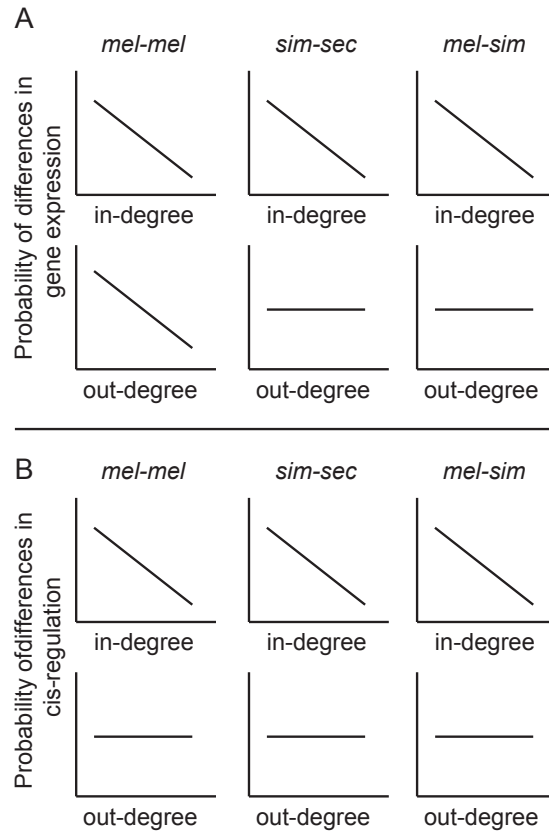 A
mel-mel sim-sec mel-sim
Probability of differences in
gene expression
in-degree in-degree in-degree
out-degree out-degree out-degree
B
mel-mel sim-sec mel-sim
Probability of differences in
cis-regulation
in-degree in-degree in-degree
out-degree out-degree out-degree